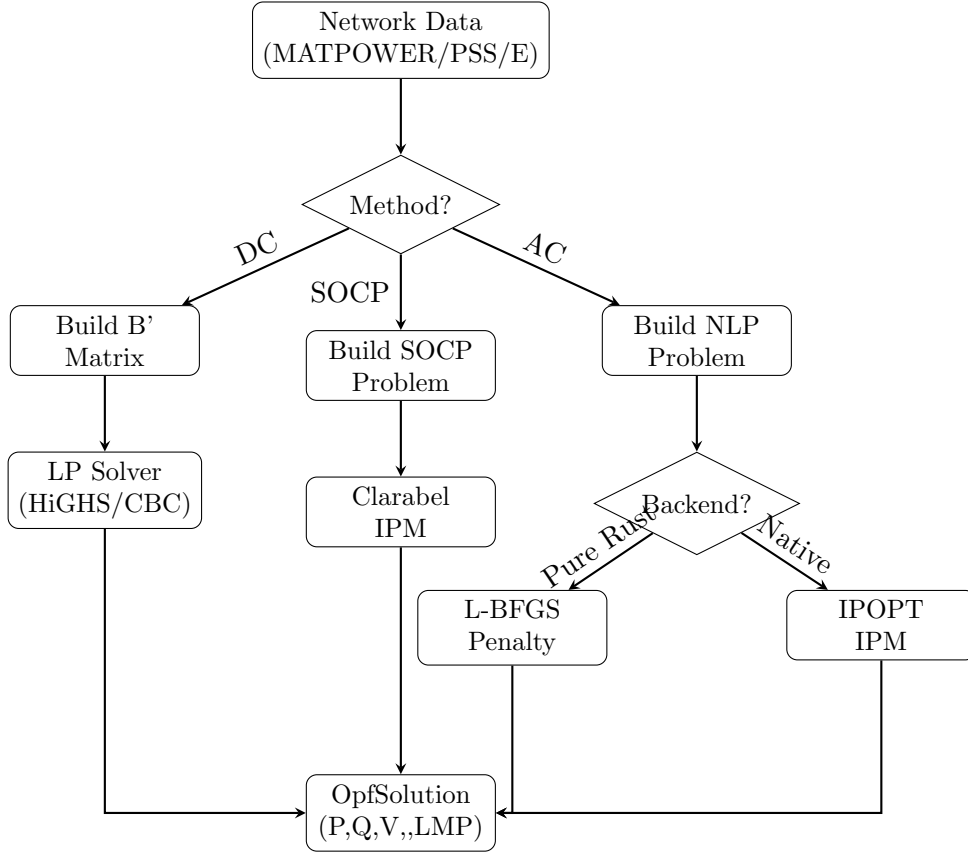 Network Data
(MATPOWER/PSS/E)
Method?
DC
AC
SOCP
Build B’
Matrix
Build SOCP
Problem
Build NLP
Problem
LP Solver
(HiGHS/CBC)
Clarabel
IPM
Backend?
Pure Rust
Native
L-BFGS
Penalty
IPOPT
IPM
OpfSolution
(P,Q,V,,LMP)